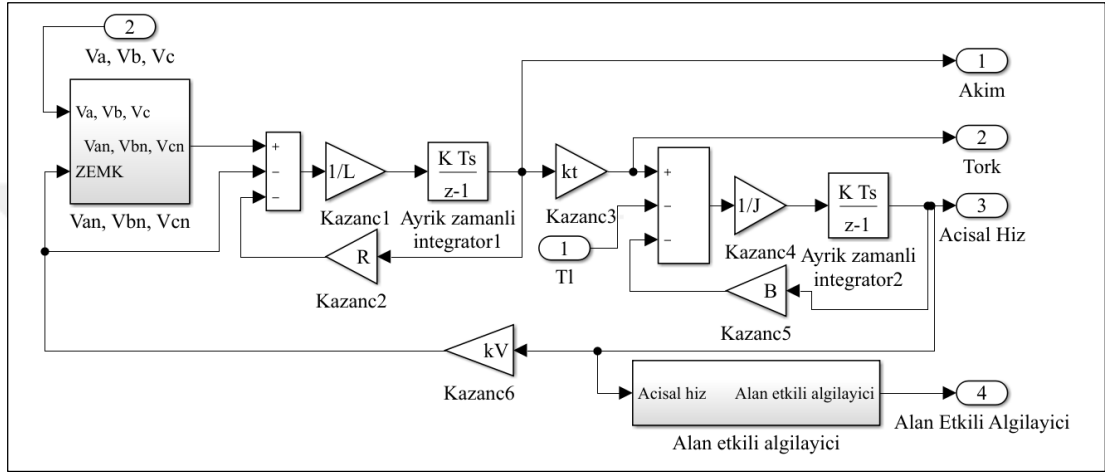 2
Va, Vb, Vc
Va, Vb, Vc
Van, Vbn, Vcn
ZEMK
Van, Vbn, Vcn
+
−
−
1/L
Kazanc1
K Ts
z-1
Ayrik zamanli
integrator1
R
Kazanc2
kt
Kazanc3
1
Tl
+
−
−
1/J
Kazanc4
K Ts
z-1
Ayrik zamanli
integrator2
B
Kazanc5
1
Akim
2
Tork
3
Acisal Hiz
kV
Kazanc6
Acisal hiz
Alan etkili algilayici
Alan etkili algilayici
4
Alan Etkili Algilayici